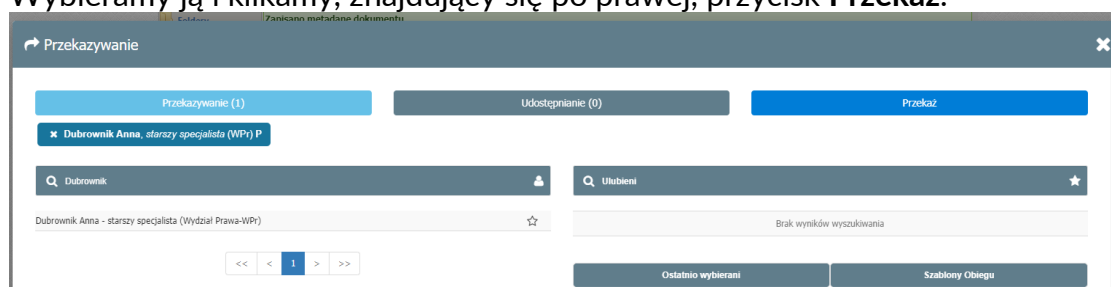 Wybieramy ją i klikamy, znajdujący się po prawej, przycisk Przekaż.
Foldery Zapisano metadane dokumentu
Przekazywanie
Przekazywanie (1) Udostępnianie (0) Przekaż
Dubrownik Anna, starszy specjalista (WPr) P
Dubrownik Ulubieni
Dubrownik Anna - starszy specjalista (Wydział Prawa-WPr) Brak wyników wyszukiwania
<< < 1 > >>
Ostatnio wybierani Szablony Obiegu